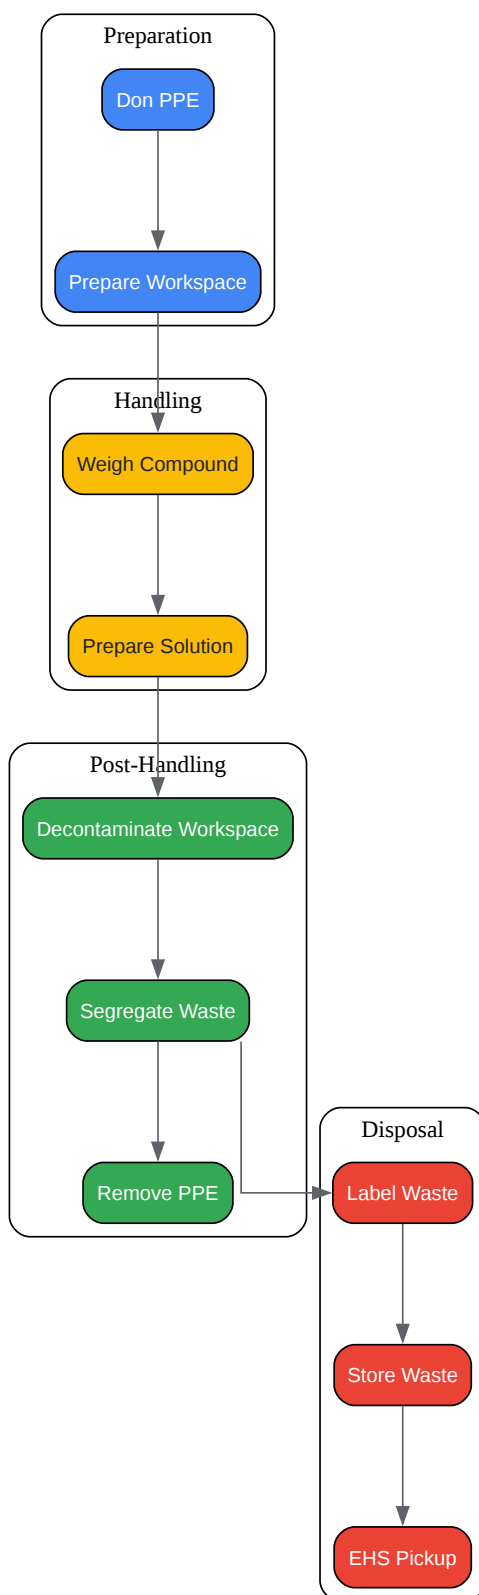 Preparation
Don PPE
Prepare Workspace
Handling
Weigh Compound
Prepare Solution
Post-Handling
Decontaminate Workspace
Segregate Waste
Remove PPE
Disposal
Label Waste
Store Waste
EHS Pickup